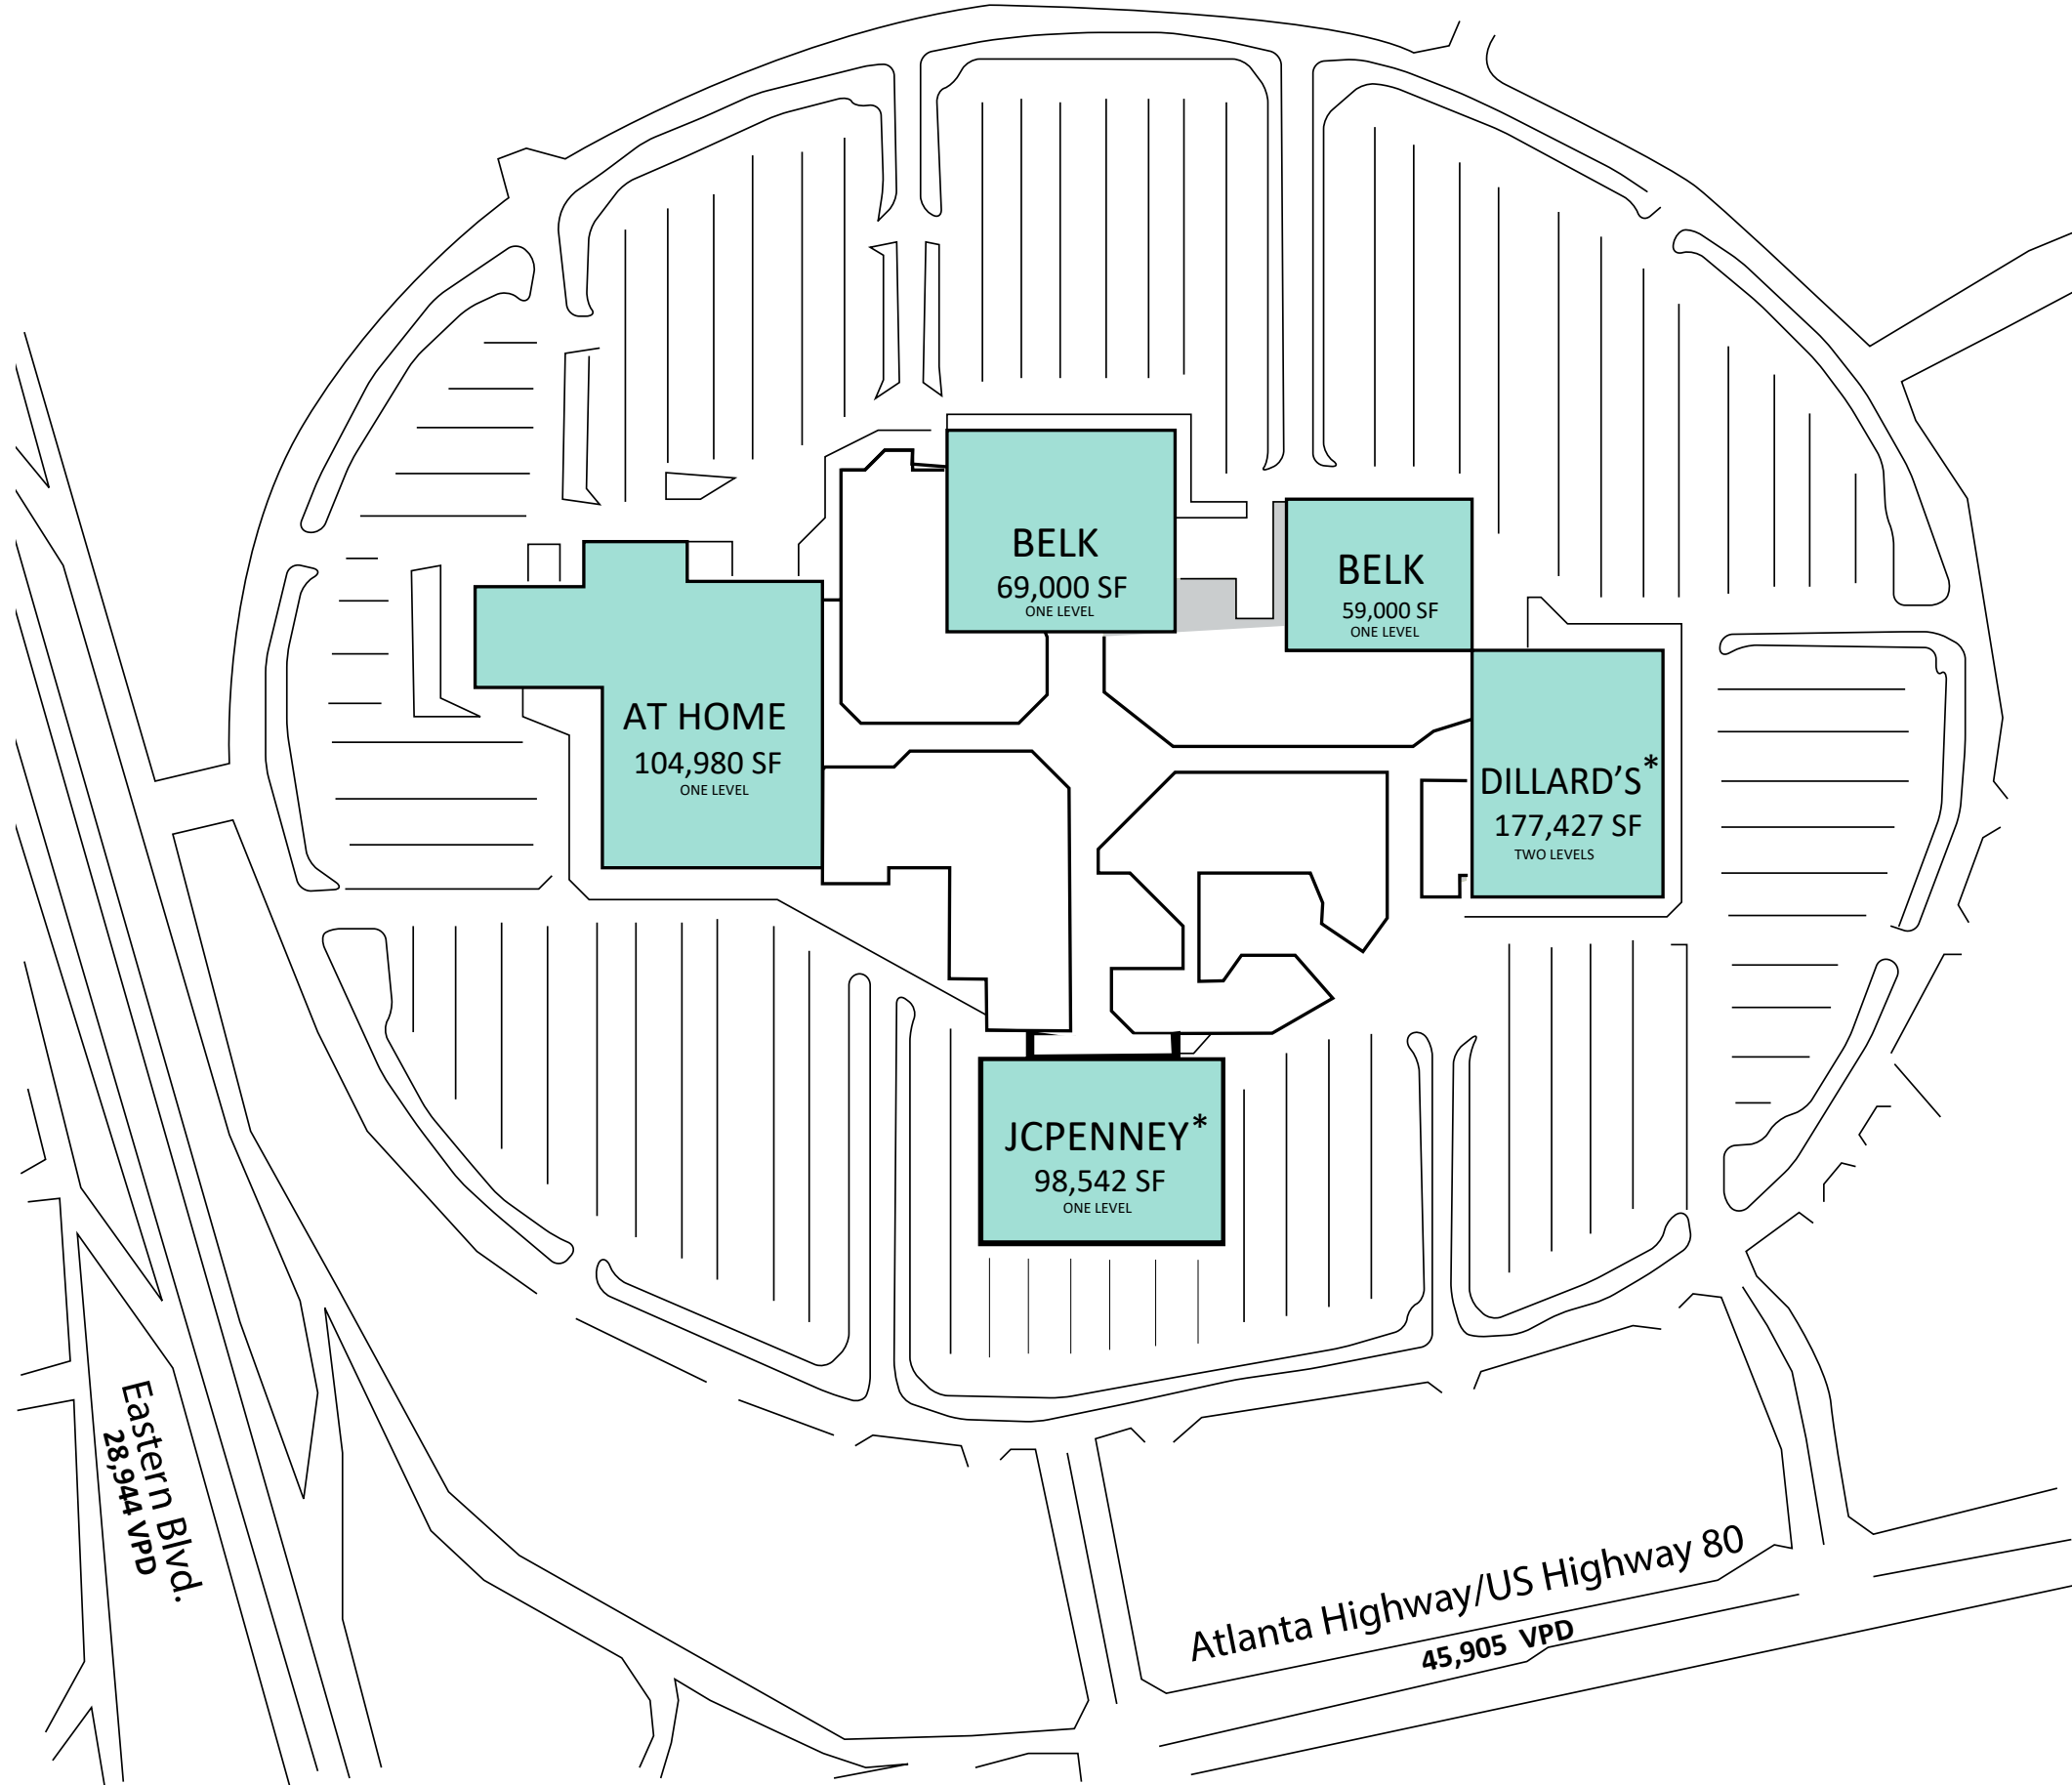 BELK
69,000 SF
ONE LEVEL
BELK
59,000 SF
ONE LEVEL
AT HOME
104,980 SF
ONE LEVEL
DILLARD’S*
177,427 SF
TWO LEVELS
JCPENNEY*
98,542 SF
ONE LEVEL
Eastern Blvd.
28,944 VPD
Atlanta Highway/US Highway 80
45,905 VPD